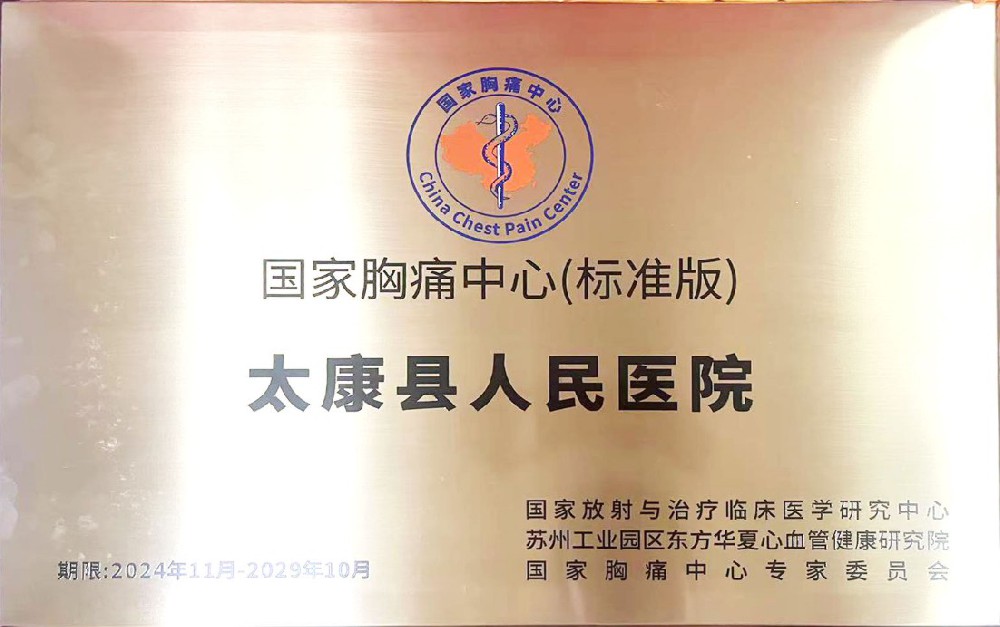 国家胸痛中心
China Chest Pain Center
国家胸痛中心(标准版)
太康县人民医院
国家放射与治疗临床医学研究中心
苏州工业园区东方华夏心血管健康研究院
国家胸痛中心专家委员会
期限:2024年11月-2029年10月